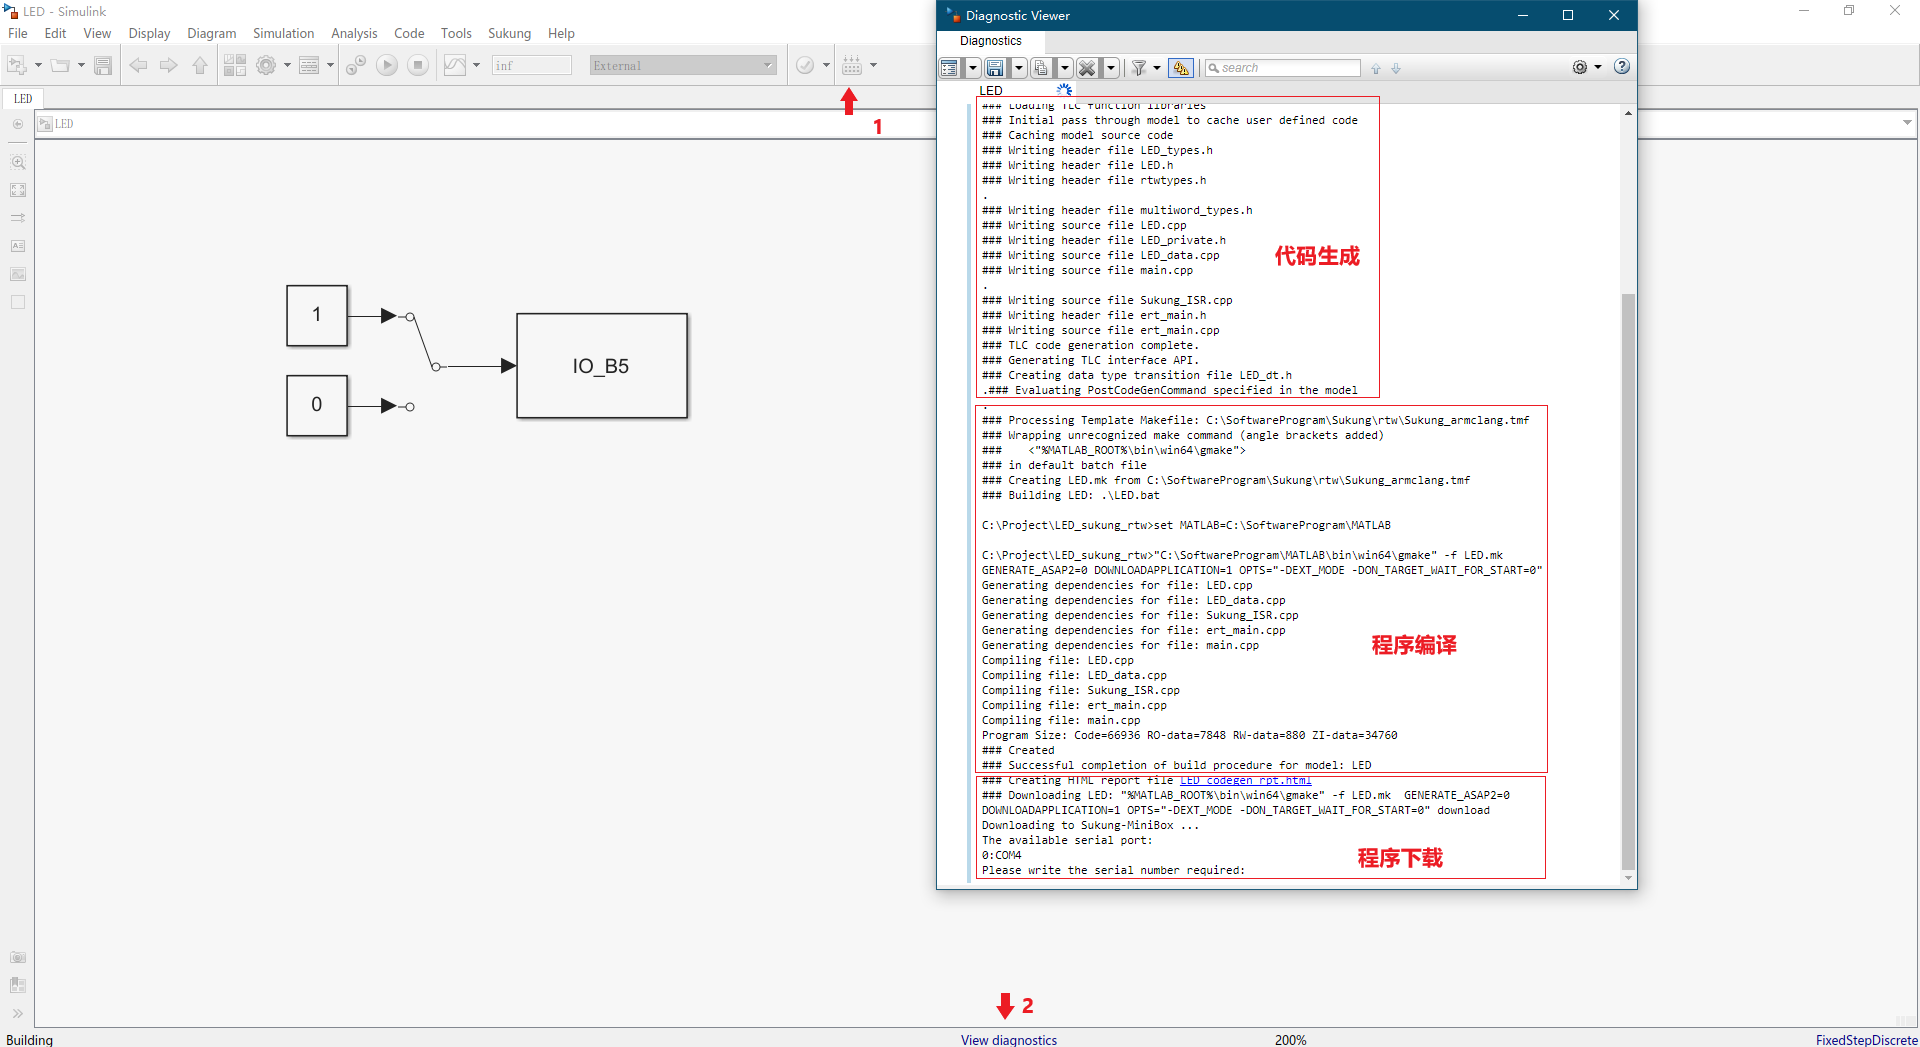 LED - Simulink
File Edit View Display Diagram Simulation Analysis Code Tools Sukung Help
inf
External
LED
LED
1
1
0
IO_B5
Diagnostic Viewer
Diagnostics
search
LED
### Loading TLC function libraries
### Initial pass through model to cache user defined code
### Caching model source code
### Writing header file LED_types.h
### Writing header file LED.h
### Writing header file rtwtypes.h
.
### Writing header file multiword_types.h
### Writing source file LED.cpp
### Writing header file LED_private.h
### Writing source file LED_data.cpp
### Writing source file main.cpp
.
### Writing source file Sukung_ISR.cpp
### Writing header file ert_main.h
### Writing source file ert_main.cpp
### TLC code generation complete.
### Generating TLC interface API.
### Creating data type transition file LED_dt.h
.### Evaluating PostCodeGenCommand specified in the model
代码生成
.
### Processing Template Makefile: C:\SoftwareProgram\Sukung\rtw\Sukung_armclang.tmf
### Wrapping unrecognized make command (angle brackets added)
###    <"%MATLAB_ROOT%\bin\win64\gmake">
### in default batch file
### Creating LED.mk from C:\SoftwareProgram\Sukung\rtw\Sukung_armclang.tmf
### Building LED: .\LED.bat
C:\Project\LED_sukung_rtw>set MATLAB=C:\SoftwareProgram\MATLAB
C:\Project\LED_sukung_rtw>"C:\SoftwareProgram\MATLAB\bin\win64\gmake" -f LED.mk
GENERATE_ASAP2=0 DOWNLOADAPPLICATION=1 OPTS="-DEXT_MODE -DON_TARGET_WAIT_FOR_START=0"
Generating dependencies for file: LED.cpp
Generating dependencies for file: LED_data.cpp
Generating dependencies for file: Sukung_ISR.cpp
Generating dependencies for file: ert_main.cpp
Generating dependencies for file: main.cpp
Compiling file: LED.cpp
Compiling file: LED_data.cpp
Compiling file: Sukung_ISR.cpp
Compiling file: ert_main.cpp
Compiling file: main.cpp
Program Size: Code=66936 RO-data=7848 RW-data=880 ZI-data=34760
### Created
### Successful completion of build procedure for model: LED
程序编译
### Creating HTML report file LED_codegen_rpt.html
### Downloading LED: "%MATLAB_ROOT%\bin\win64\gmake" -f LED.mk  GENERATE_ASAP2=0
DOWNLOADAPPLICATION=1 OPTS="-DEXT_MODE -DON_TARGET_WAIT_FOR_START=0" download
Downloading to Sukung-MiniBox ...
The available serial port:
0:COM4
Please write the serial number required:
程序下载
2
Building
View diagnostics
200%
FixedStepDiscrete